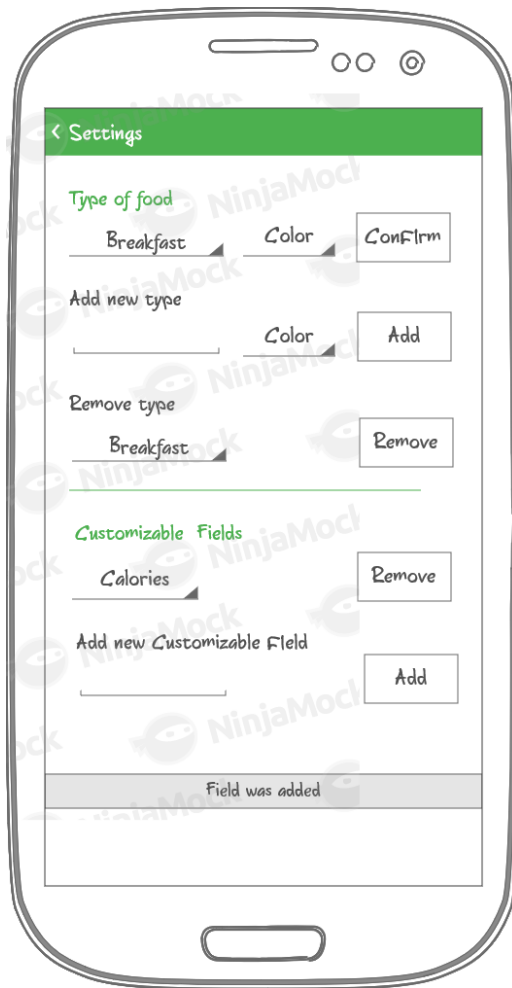 < Settings
Type of food
Breakfast Color ConFIrm
Add new type
Color Add
Remove type
Breakfast Remove
Customizable Fields
Calories Remove
Add new Customizable FIeld
Add
Field was added
NinjaMock